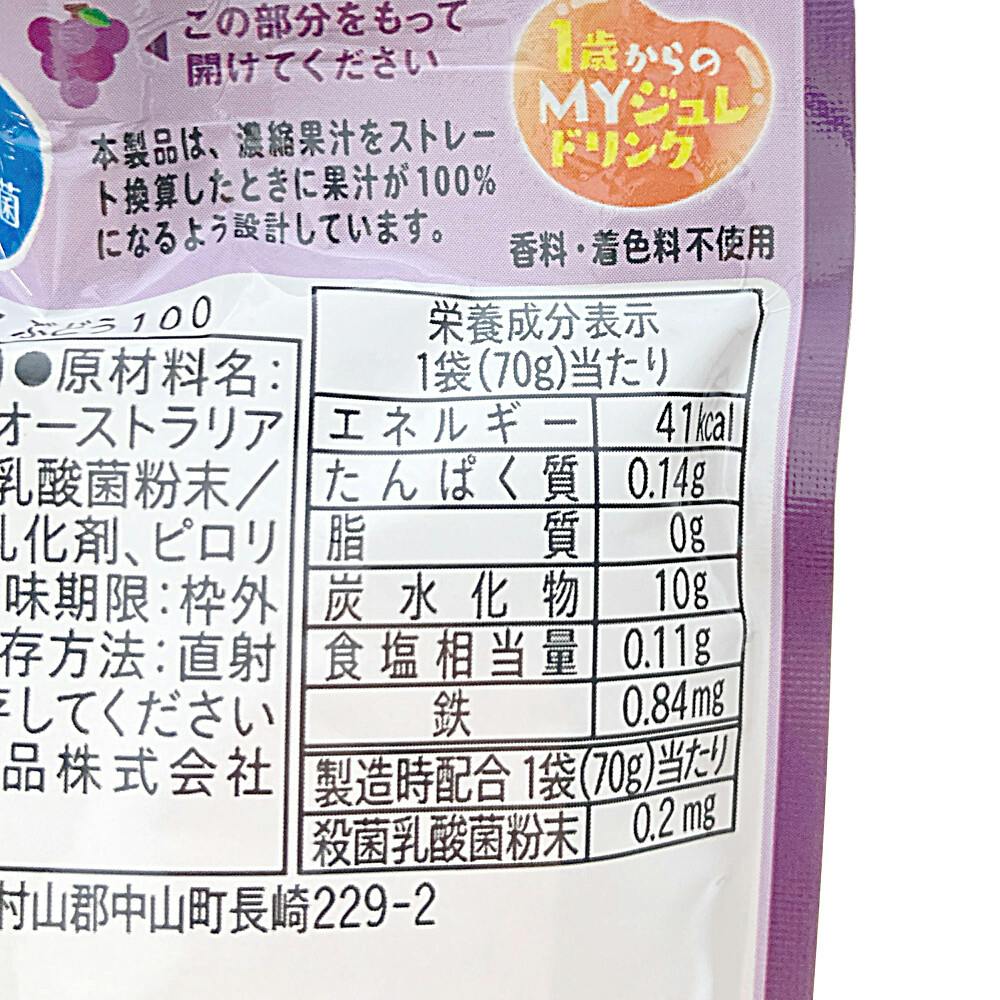 この部分をもって
開けてください
1歳からの
MYジュレ
ドリンク
本製品は、濃縮果汁をストレー
ト換算したときに果汁が100%
になるよう設計しています。
香料・着色料不使用
菌
ぶどう100
●原材料名:
オーストラリア
乳酸菌粉末/
乳化剤、ピロリ
味期限:枠外
存方法:直射
してください
品株式会社
村山郡中山町長崎229-2
栄養成分表示
1袋(70g)当たり
エネルギー 41kcal
たんぱく質 0.14g
脂質 0g
炭水化物 10g
食塩相当量 0.11g
鉄 0.84mg
製造時配合 1袋(70g)当たり
殺菌乳酸菌粉末 0.2mg